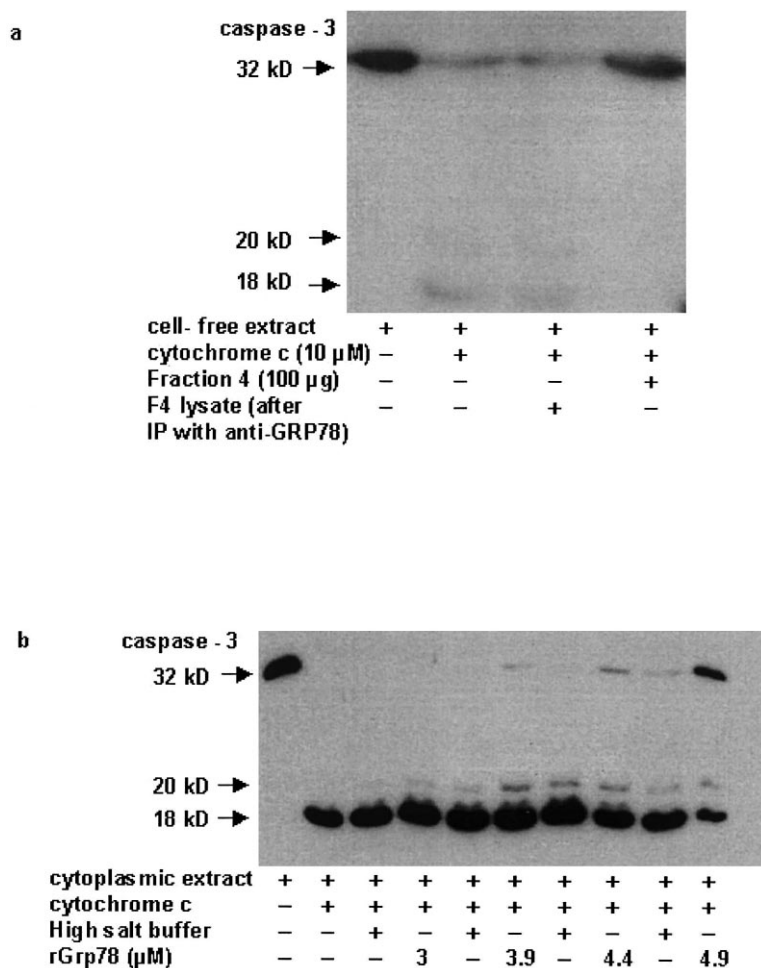 a
caspase - 3
32 kD
20 kD
18 kD
cell- free extract + + + +
cytochrome c (10 µM) – + + +
Fraction 4 (100 µg) – – – +
F4 lysate (after – – + –
IP with anti-GRP78)
b
caspase - 3
32 kD
20 kD
18 kD
cytoplasmic extract + + + + + + + + + +
cytochrome c – + + + + + + + + +
High salt buffer – – + – + – + – + –
rGrp78 (µM) – – – 3 – 3.9 – 4.4 – 4.9